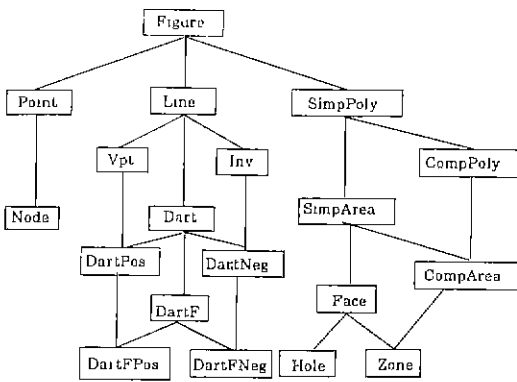 Figure
Point
Line
SimpPoly
Vpt
Inv
CompPoly
Node
Dart
SimpArea
DartPos
DartNeg
CompArea
DartF
Face
DartFPos
DartFNeg
Hole
Zone